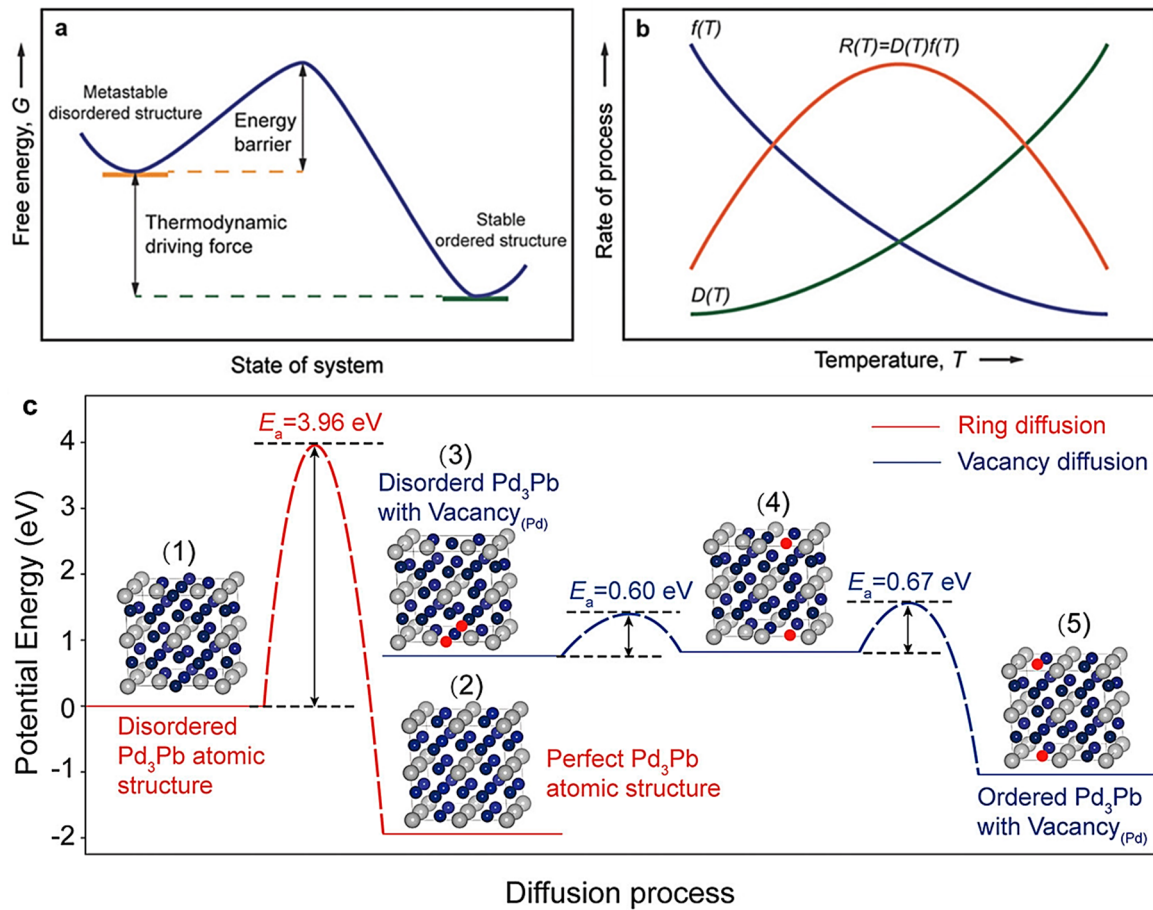 a
Free energy, G
Metastable
disordered structure
Energy
barrier
Thermodynamic
driving force
Stable
ordered structure
State of system
b
Rate of process
f(T)
R(T)=D(T)f(T)
D(T)
Temperature, T
c
Potential Energy (eV)
4
3
2
1
0
-1
-2
Eₐ=3.96 eV
Ring diffusion
Vacancy diffusion
(1)
Disordered
Pd₃Pb atomic
structure
(3)
Disorderd Pd₃Pb
with Vacancy₍Pd₎
(2)
Perfect Pd₃Pb
atomic structure
Eₐ=0.60 eV
(4)
Eₐ=0.67 eV
(5)
Ordered Pd₃Pb
with Vacancy₍Pd₎
Diffusion process